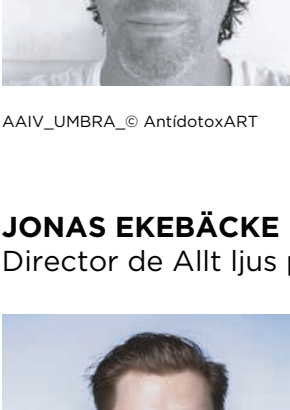 AAIV_UMBRA_© AntídotoxART
JONAS EKEBÄCKE
Director de Allt ljus